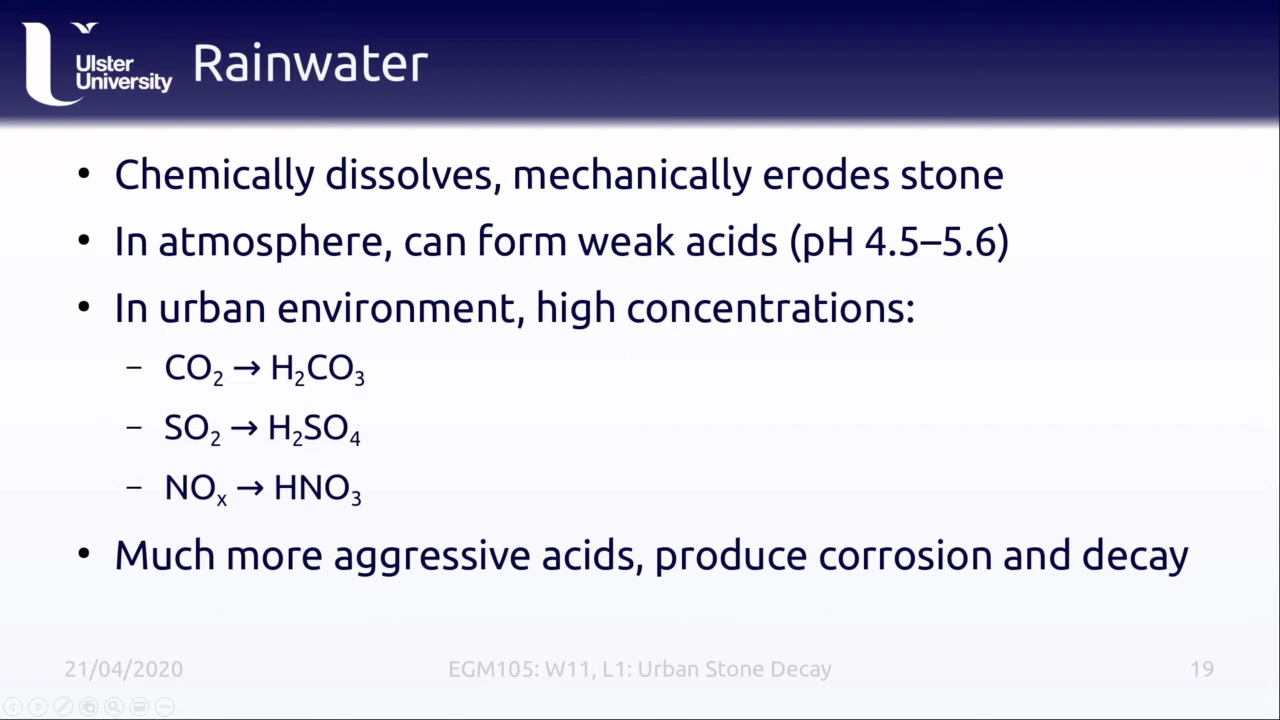 Ulster
University
Rainwater
• Chemically dissolves, mechanically erodes stone
• In atmosphere, can form weak acids (pH 4.5–5.6)
• In urban environment, high concentrations:
– CO₂ → H₂CO₃
– SO₂ → H₂SO₄
– NOₓ → HNO₃
• Much more aggressive acids, produce corrosion and decay
21/04/2020 EGM105: W11, L1: Urban Stone Decay 19